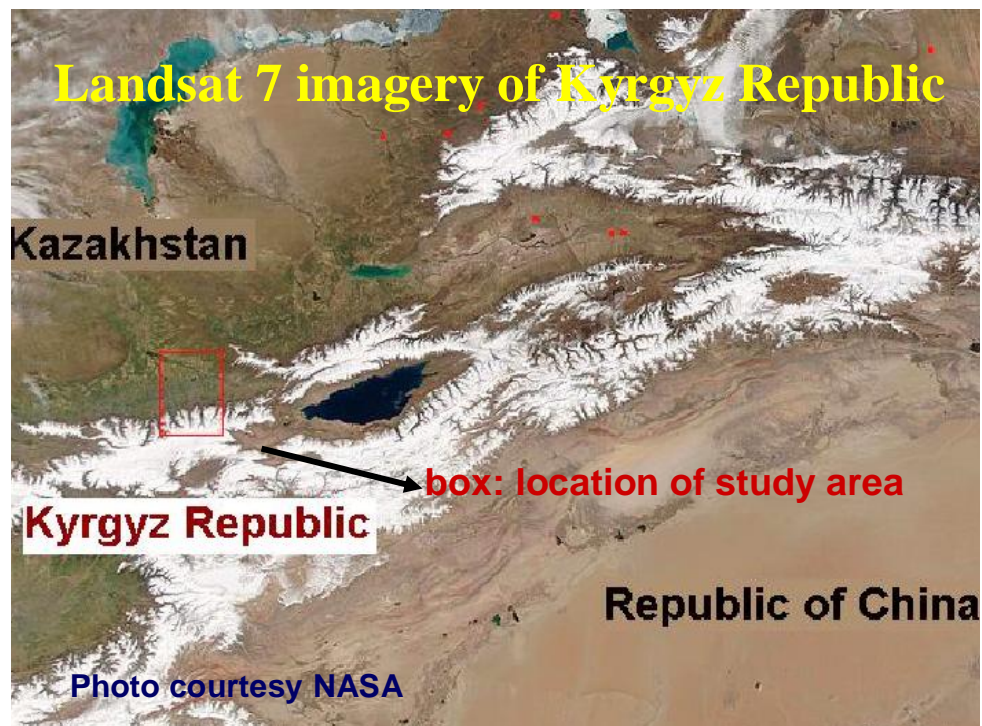 Landsat 7 imagery of Kyrgyz Republic
Kazakhstan
box: location of study area
Kyrgyz Republic
Republic of China
Photo courtesy NASA